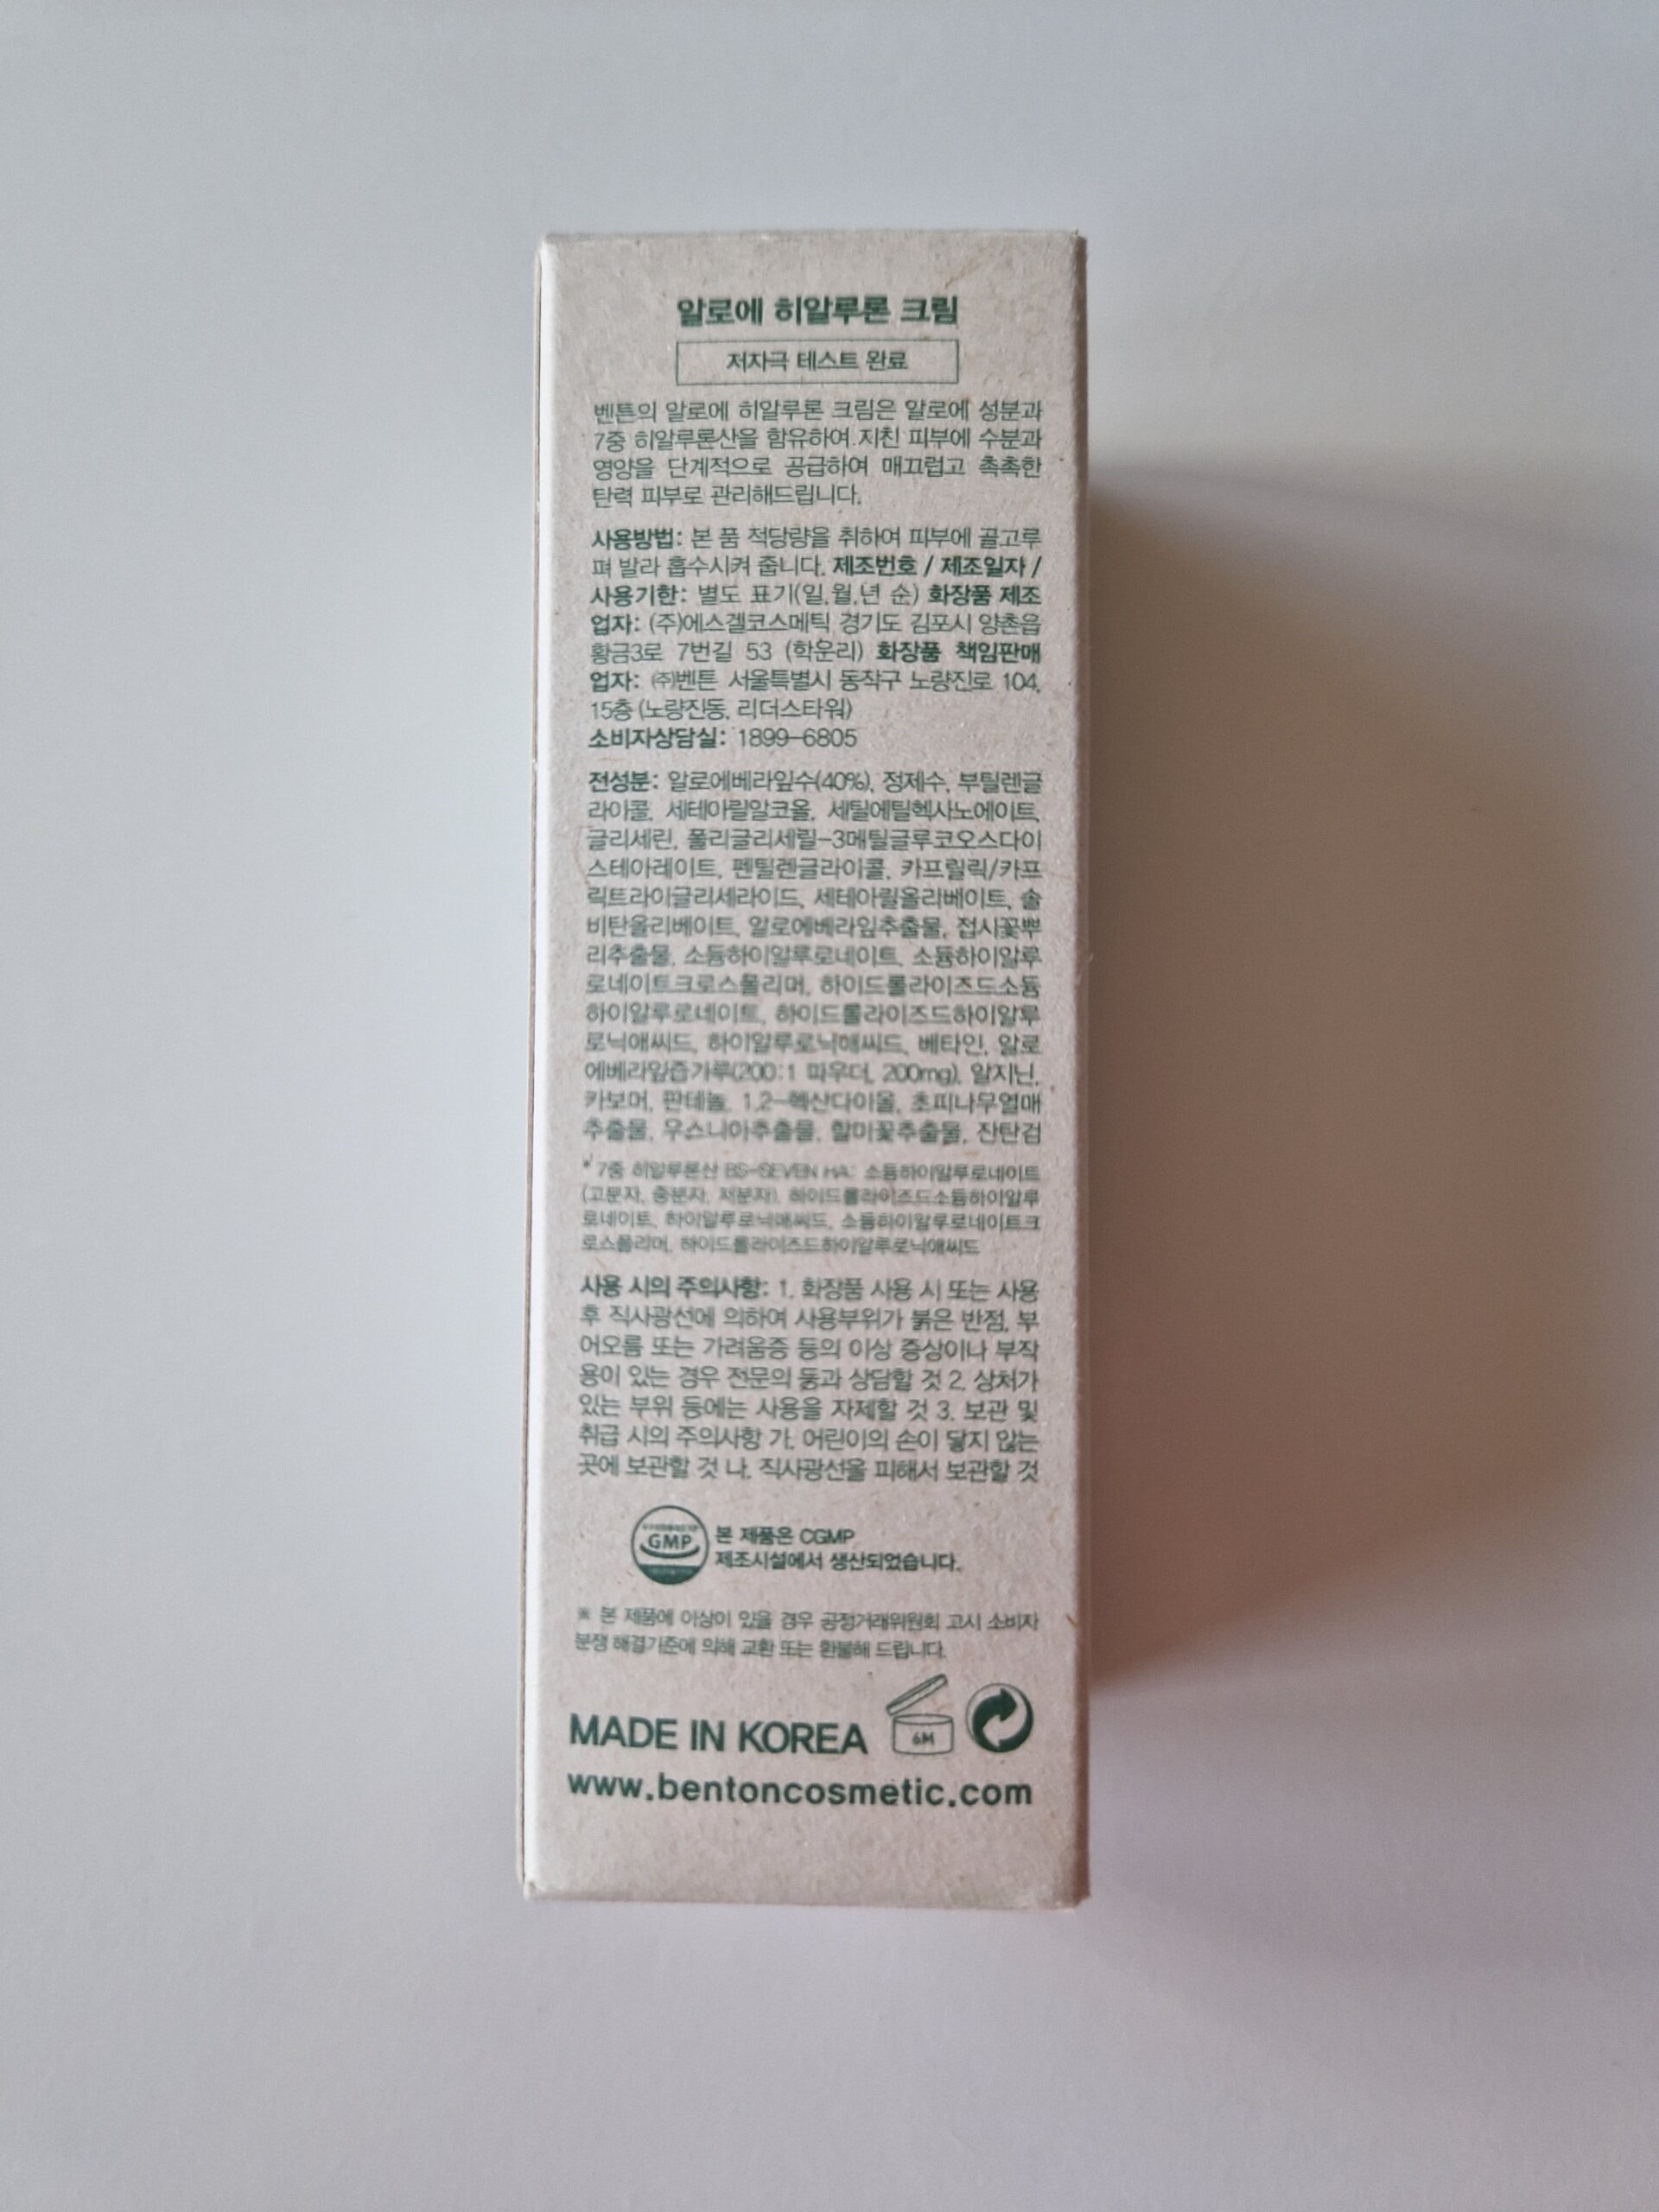 알로에 히알루론 크림
저자극 테스트 완료
벤튼의 알로에 히알루론 크림은 알로에 성분과
7중 히알루론산을 함유하여 지친 피부에 수분과
영양을 단계적으로 공급하여 매끄럽고 촉촉한
탄력 피부로 관리해드립니다.
사용방법: 본 품 적당량을 취하여 피부에 골고루
펴 발라 흡수시켜 줍니다. 제조번호 / 제조일자 /
사용기한: 별도 표기(일,월,년 순) 화장품 제조
업자: (주)에스겔코스메틱 경기도 김포시 양촌읍
황금3로 7번길 53 (학운리) 화장품 책임판매
업자: ㈜벤튼 서울특별시 동작구 노량진로 104,
15층 (노량진동, 리더스타워)
소비자상담실: 1899-6805
전성분: 알로에베라잎수(40%), 정제수, 부틸렌글
라이콜, 세테아릴알코올, 세틸에틸헥사노에이트,
글리세린, 폴리글리세릴-3메틸글루코오스다이
스테아레이트, 펜틸렌글라이콜, 카프릴릭/카프
릭트라이글리세라이드, 세테아릴올리베이트, 솔
비탄올리베이트, 알로에베라잎추출물, 접시꽃뿌
리추출물, 소듐하이알루로네이트, 소듐하이알루
로네이트크로스폴리머, 하이드롤라이즈드소듐
하이알루로네이트, 하이드롤라이즈드하이알루
로닉애씨드, 하이알루로닉애씨드, 베타인, 알로
에베라잎즙가루(200:1 파우더, 200mg), 알지닌,
카보머, 판테놀, 1,2-헥산다이올, 초피나무열매
추출물, 우스니아추출물, 할미꽃추출물, 잔탄검
* 7중 히알루론산 BS-SEVEN HA: 소듐하이알루로네이트
(고분자, 중분자, 저분자), 하이드롤라이즈드소듐하이알루
로네이트, 하이알루로닉애씨드, 소듐하이알루로네이트크
로스폴리머, 하이드롤라이즈드하이알루로닉애씨드
사용 시의 주의사항: 1. 화장품 사용 시 또는 사용
후 직사광선에 의하여 사용부위가 붉은 반점, 부
어오름 또는 가려움증 등의 이상 증상이나 부작
용이 있는 경우 전문의 등과 상담할 것 2. 상처가
있는 부위 등에는 사용을 자제할 것 3. 보관 및
취급 시의 주의사항 가. 어린이의 손이 닿지 않는
곳에 보관할 것 나. 직사광선을 피해서 보관할 것
GMP
본 제품은 CGMP
제조시설에서 생산되었습니다.
※ 본 제품에 이상이 있을 경우 공정거래위원회 고시 소비자
분쟁 해결기준에 의해 교환 또는 환불해 드립니다.
MADE IN KOREA
6M
www.bentoncosmetic.com